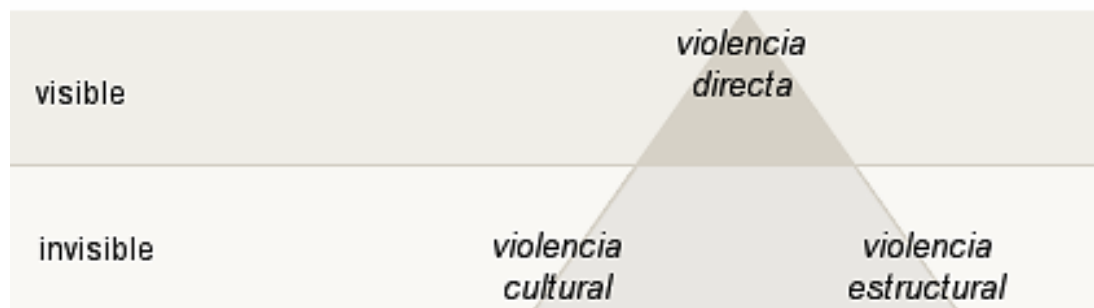 violencia
directa
visible
invisible
violencia
cultural
violencia
estructural